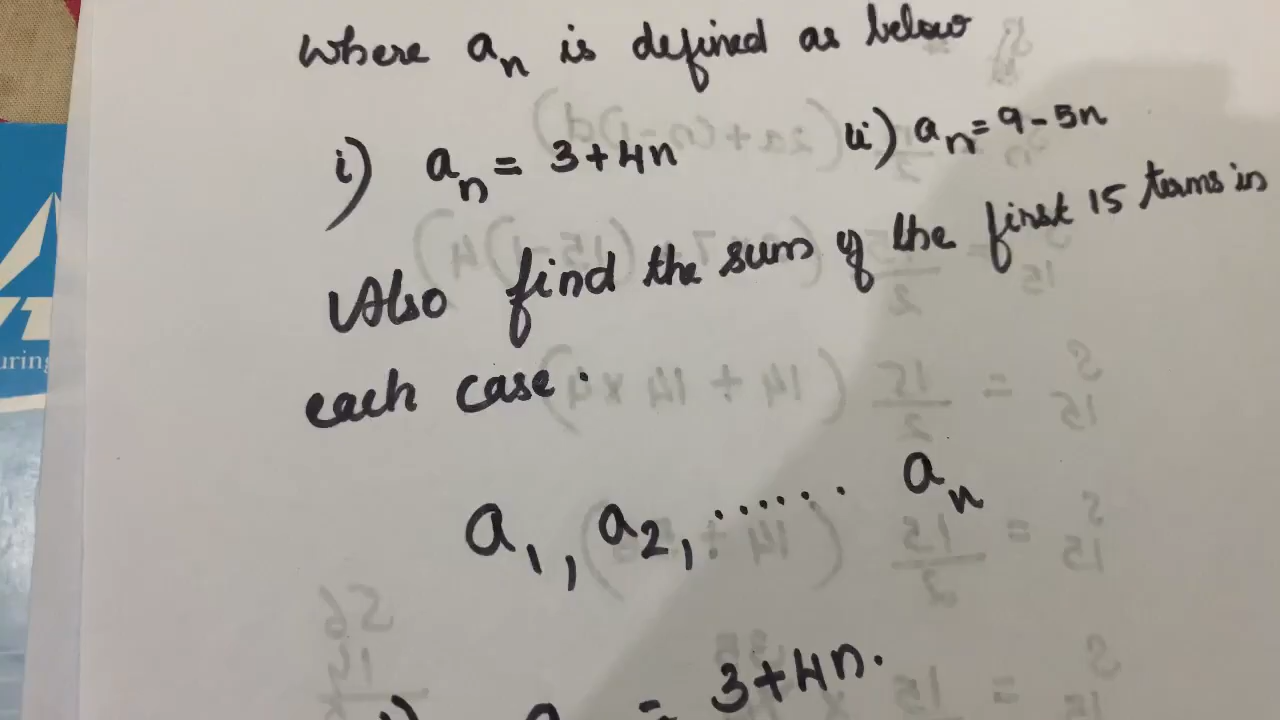 where an is defined as below
i) an = 3+4n ii) an = 9-5n
Also find the sum of the first 15 terms in
each case.
a1, a2, ...... an
= 3+4n.
uring